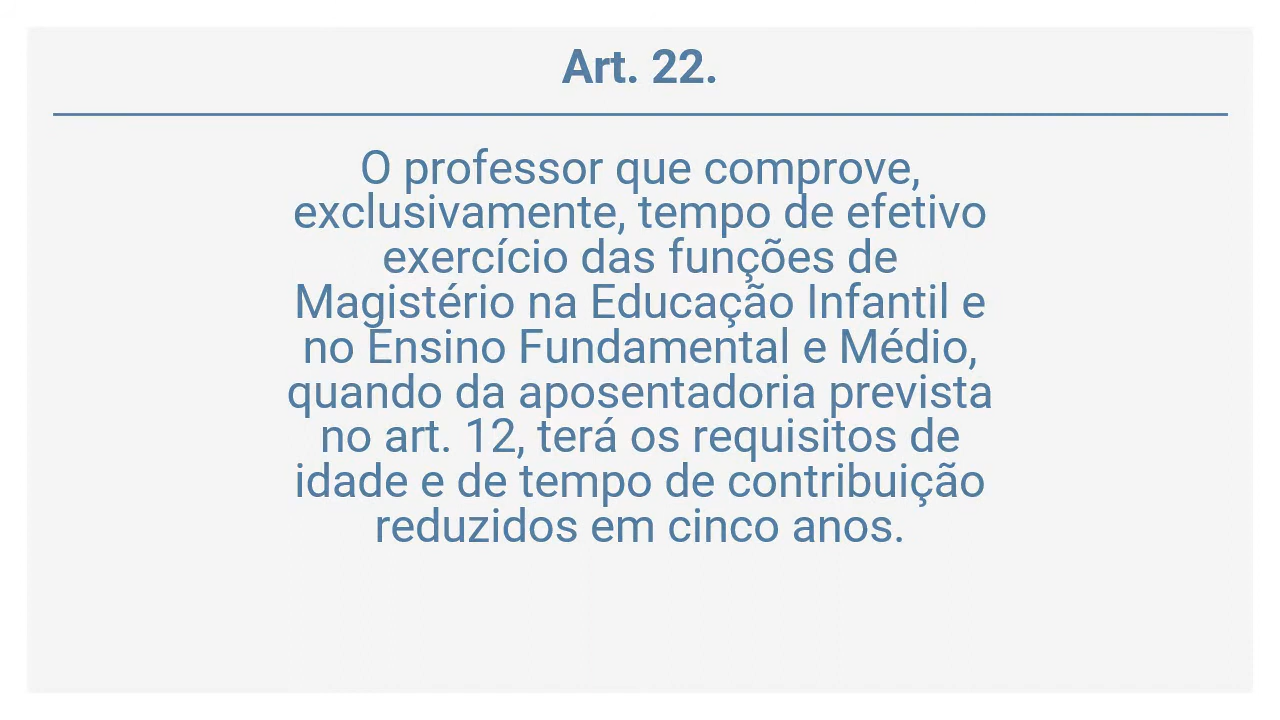 Art. 22.
O professor que comprove,
exclusivamente, tempo de efetivo
exercício das funções de
Magistério na Educação Infantil e
no Ensino Fundamental e Médio,
quando da aposentadoria prevista
no art. 12, terá os requisitos de
idade e de tempo de contribuição
reduzidos em cinco anos.